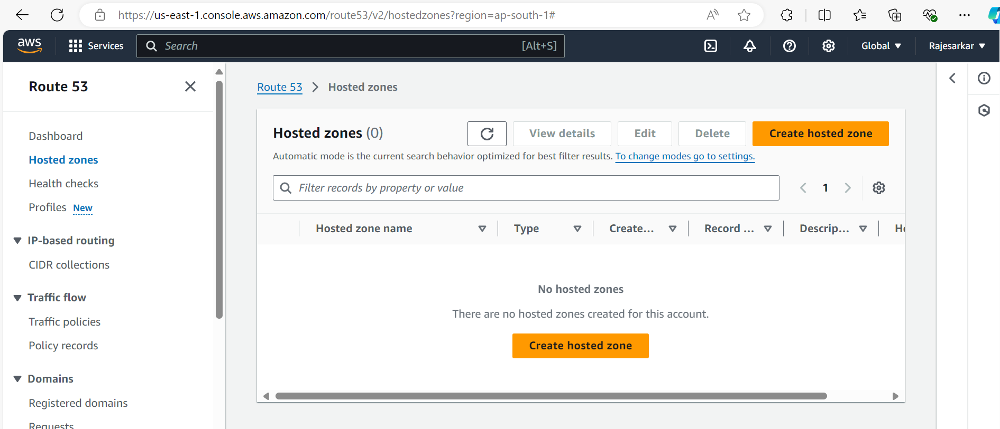 https://us-east-1.console.aws.amazon.com/route53/v2/hostedzones?region=ap-south-1#
aws
Services
Search
[Alt+S]
Global
Rajesarkar
Route 53
Dashboard
Hosted zones
Health checks
Profiles New
IP-based routing
CIDR collections
Traffic flow
Traffic policies
Policy records
Domains
Registered domains
Requests
Route 53 > Hosted zones
Hosted zones (0)
View details
Edit
Delete
Create hosted zone
Automatic mode is the current search behavior optimized for best filter results. To change modes go to settings.
Filter records by property or value
1
Hosted zone name
Type
Create...
Record ...
Descrip...
No hosted zones
There are no hosted zones created for this account.
Create hosted zone